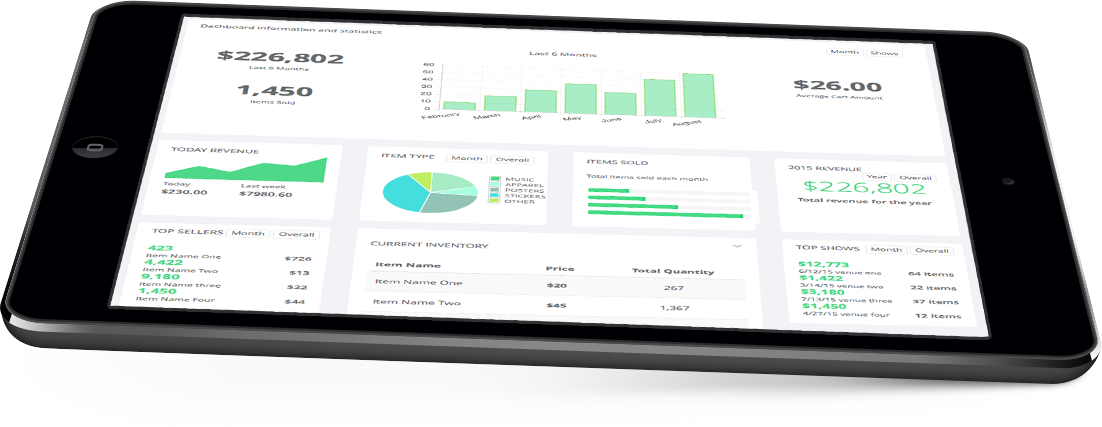 Dashboard information and statistics
Month Shows
$226,802
Last 6 Months
1,450
Items Sold
Last 6 Months
60
50
40
30
20
10
0
February March April May June July August
$26.00
Average Cart Amount
TODAY REVENUE
Today
$230.00
Last week
$7980.60
ITEM TYPE Month Overall
MUSIC
APPAREL
POSTERS
STICKERS
OTHER
ITEMS SOLD
Total items sold each month
2015 REVENUE
Year Overall
$226,802
Total revenue for the year
TOP SELLERS Month Overall
423
Item Name One $726
4,422
Item Name Two $13
9,180
Item Name three $22
1,450
Item Name Four $44
CURRENT INVENTORY
Item Name Price Total Quantity
Item Name One $20 267
Item Name Two $45 1,367
TOP SHOWS Month Overall
$12,773
6/12/15 venue one 64 items
$1,422
3/14/15 venue two 22 items
$3,180
7/13/15 venue three 37 items
$1,450
4/27/15 venue four 12 items